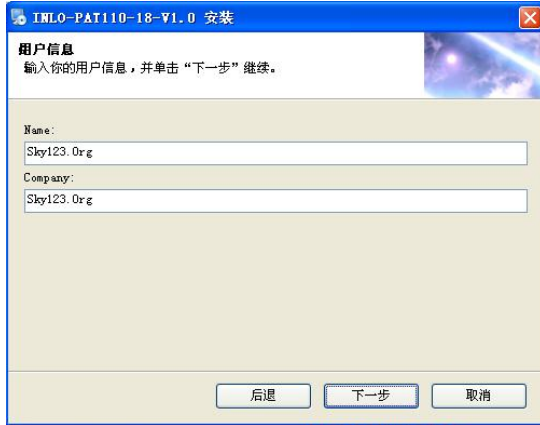 INLO-PAT110-18-V1.0 安装
用户信息
输入你的用户信息，并单击“下一步”继续。
Name:
Sky123.Org
Company:
Sky123.Org
后退
下一步
取消